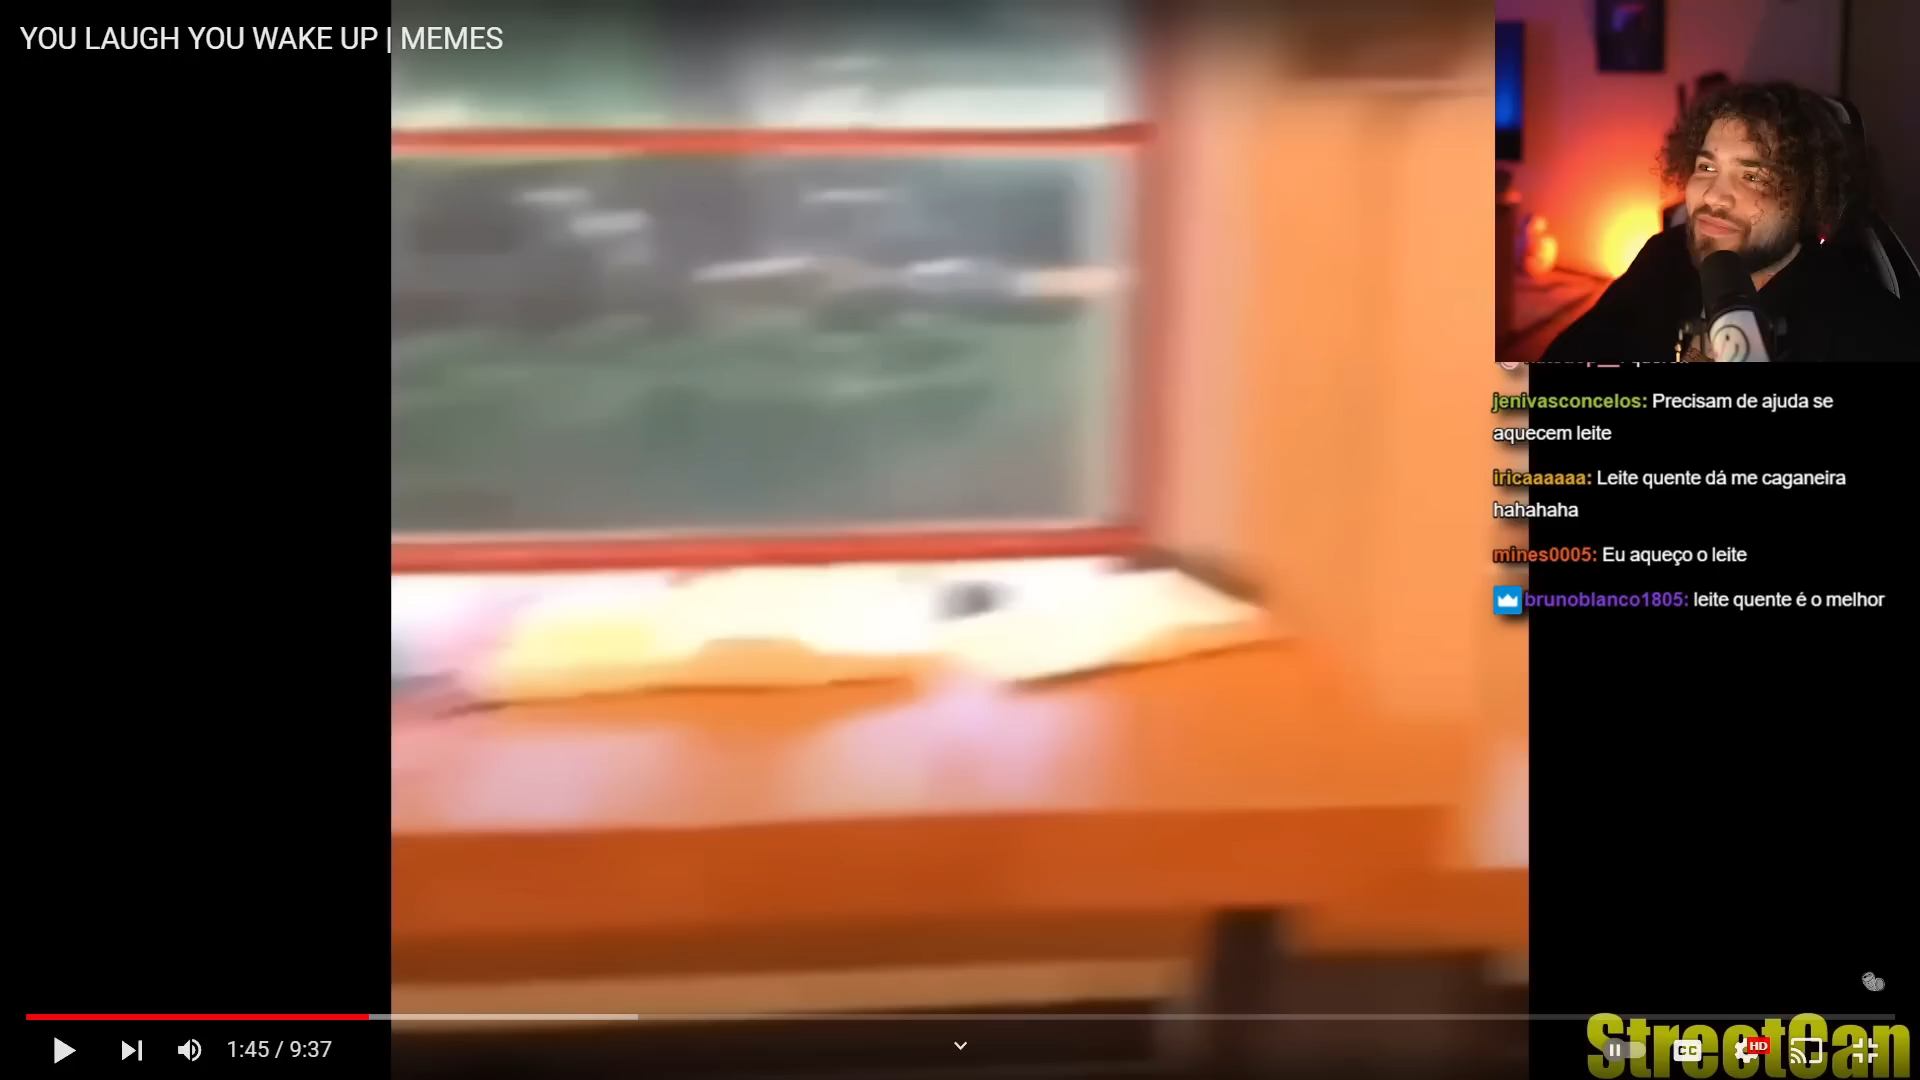 YOU LAUGH YOU WAKE UP | MEMES
jenivasconcelos: Precisam de ajuda se
aquecem leite
iricaaaaaa: Leite quente dá me caganeira
hahahaha
mines0005: Eu aqueço o leite
brunoblanco1805: leite quente é o melhor
StreetCan
1:45 / 9:37
CC
HD